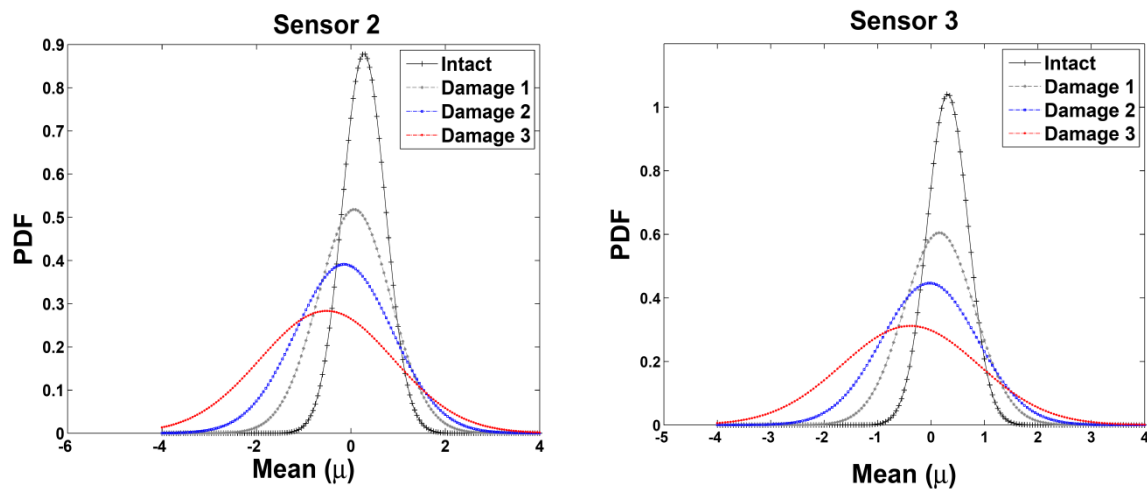 Sensor 2
0.9
0.8
0.7
0.6
0.5
0.4
0.3
0.2
0.1
0
PDF
-6
-4
-2
0
2
4
Mean (μ)
Intact
Damage 1
Damage 2
Damage 3
Sensor 3
1
0.8
0.6
0.4
0.2
0
PDF
-5
-4
-3
-2
-1
0
1
2
3
4
Mean (μ)
Intact
Damage 1
Damage 2
Damage 3